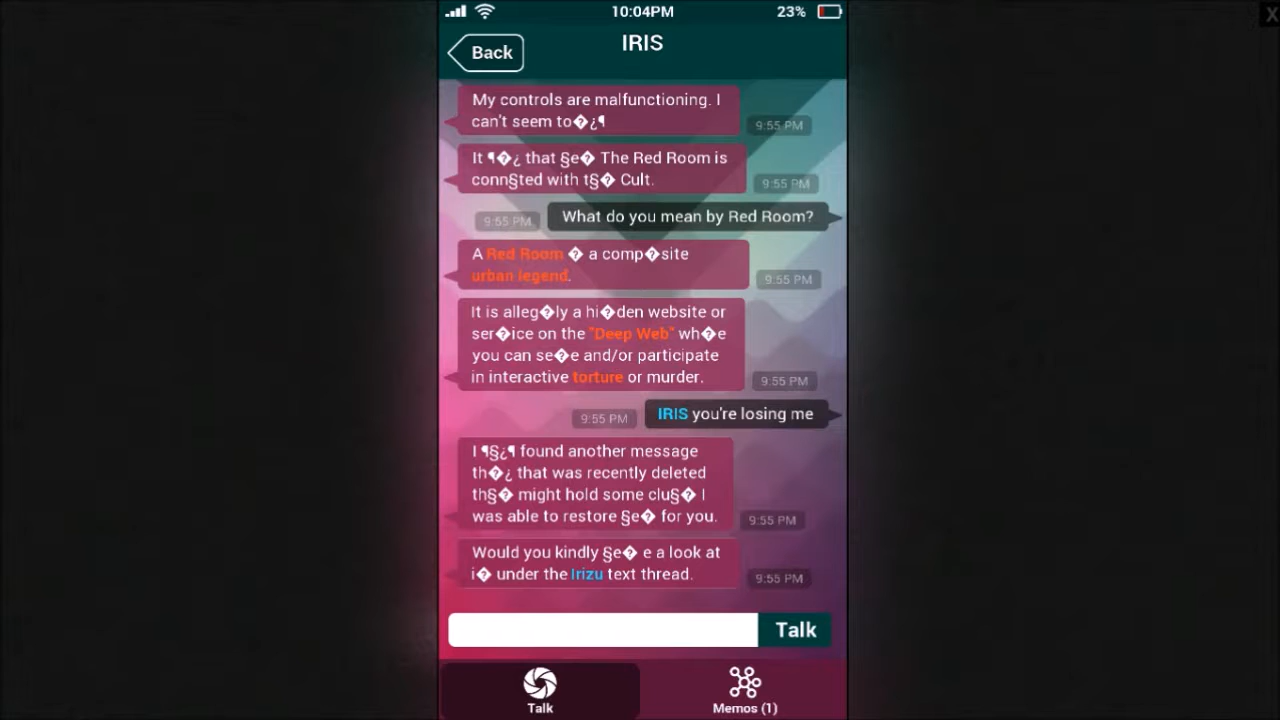 10:04PM
23%
X
Back
IRIS
My controls are malfunctioning. I
can't seem to�¿¶
9:55 PM
It ¶�¿ that §e� The Red Room is
conn§ted with t§� Cult.
9:55 PM
What do you mean by Red Room?
9:55 PM
A Red Room � a comp�site
urban legend.
9:55 PM
It is alleg�ly a hi�den website or
ser�ice on the "Deep Web" wh�e
you can se�e and/or participate
in interactive torture or murder.
9:55 PM
IRIS you're losing me
9:55 PM
I ¶§¿¶ found another message
th�¿ that was recently deleted
th§� might hold some clu§� I
was able to restore §e� for you.
9:55 PM
Would you kindly §e� e a look at
i� under the Irizu text thread.
9:55 PM
Talk
Talk
Memos (1)